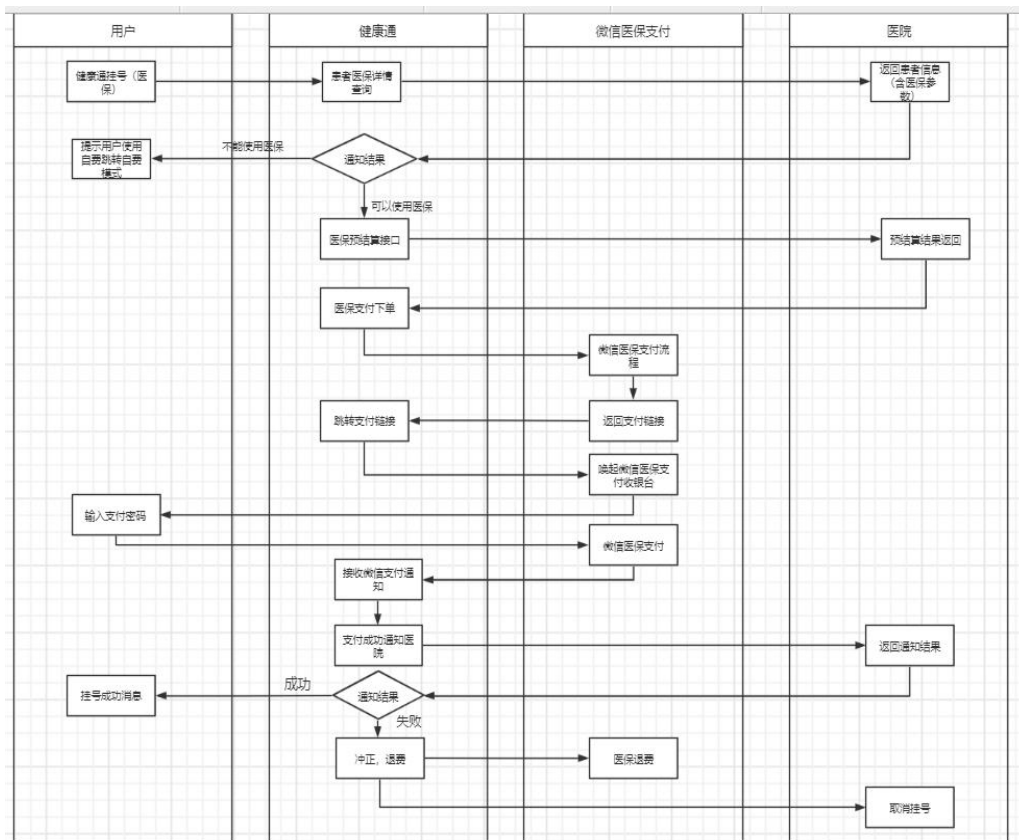 用户
健康通
微信医保支付
医院
健康通挂号（医
保）
患者医保详情
查询
返回患者信息
（含医保参
数）
提示用户使用
自费跳转自费
模式
不能使用医保
通知结果
可以使用医保
医保预结算接口
预结算结果返回
医保支付下单
微信医保支付流
程
跳转支付链接
返回支付链接
唤起微信医保支
付收银台
输入支付密码
微信医保支付
接收微信支付通
知
支付成功通知医
院
返回通知结果
挂号成功消息
成功
通知结果
失败
冲正，退费
医保退费
取消挂号